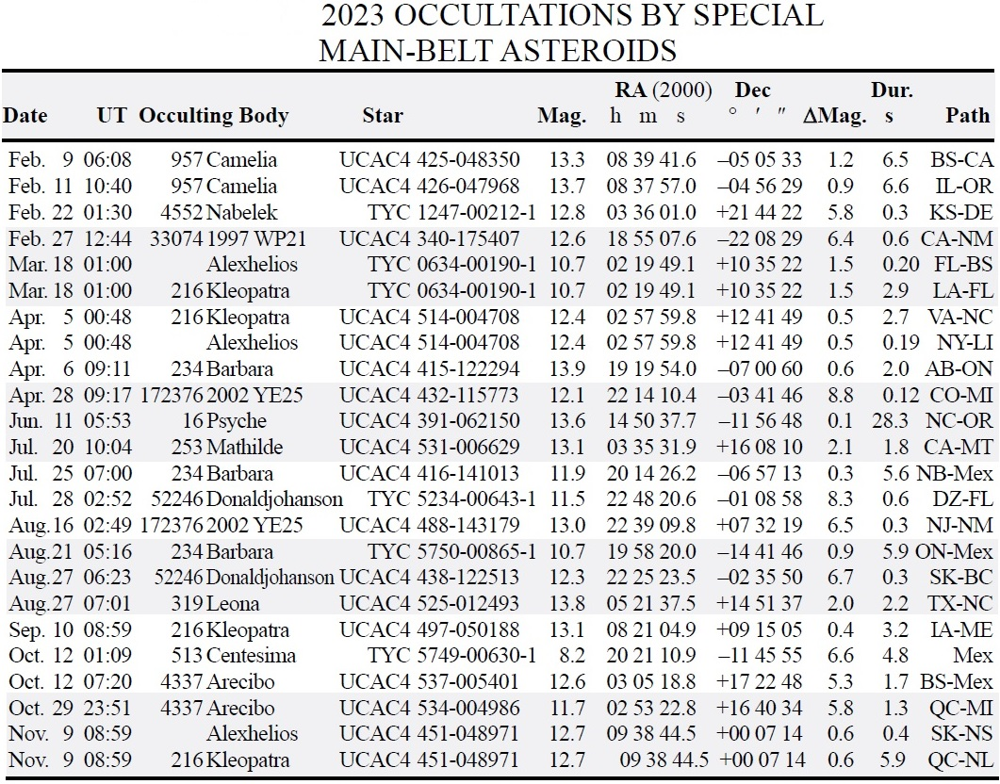 2023 OCCULTATIONS BY SPECIAL
MAIN-BELT ASTEROIDS
RA (2000) Dec Dur.
Date UT Occulting Body Star Mag. h m s ° ′ ″ ΔMag. s Path
Feb. 9 06:08 957 Camelia UCAC4 425-048350 13.3 08 39 41.6 –05 05 33 1.2 6.5 BS-CA
Feb. 11 10:40 957 Camelia UCAC4 426-047968 13.7 08 37 57.0 –04 56 29 0.9 6.6 IL-OR
Feb. 22 01:30 4552 Nabelek TYC 1247-00212-1 12.8 03 36 01.0 +21 44 22 5.8 0.3 KS-DE
Feb. 27 12:44 33074 1997 WP21 UCAC4 340-175407 12.6 18 55 07.6 –22 08 29 6.4 0.6 CA-NM
Mar. 18 01:00 Alexhelios TYC 0634-00190-1 10.7 02 19 49.1 +10 35 22 1.5 0.20 FL-BS
Mar. 18 01:00 216 Kleopatra TYC 0634-00190-1 10.7 02 19 49.1 +10 35 22 1.5 2.9 LA-FL
Apr. 5 00:48 216 Kleopatra UCAC4 514-004708 12.4 02 57 59.8 +12 41 49 0.5 2.7 VA-NC
Apr. 5 00:48 Alexhelios UCAC4 514-004708 12.4 02 57 59.8 +12 41 49 0.5 0.19 NY-LI
Apr. 6 09:11 234 Barbara UCAC4 415-122294 13.9 19 19 54.0 –07 00 60 0.6 2.0 AB-ON
Apr. 28 09:17 172376 2002 YE25 UCAC4 432-115773 12.1 22 14 10.4 –03 41 46 8.8 0.12 CO-MI
Jun. 11 05:53 16 Psyche UCAC4 391-062150 13.6 14 50 37.7 –11 56 48 0.1 28.3 NC-OR
Jul. 20 10:04 253 Mathilde UCAC4 531-006629 13.1 03 35 31.9 +16 08 10 2.1 1.8 CA-MT
Jul. 25 07:00 234 Barbara UCAC4 416-141013 11.9 20 14 26.2 –06 57 13 0.3 5.6 NB-Mex
Jul. 28 02:52 52246 Donaldjohanson TYC 5234-00643-1 11.5 22 48 20.6 –01 08 58 8.3 0.6 DZ-FL
Aug. 16 02:49 172376 2002 YE25 UCAC4 488-143179 13.0 22 39 09.8 +07 32 19 6.5 0.3 NJ-NM
Aug. 21 05:16 234 Barbara TYC 5750-00865-1 10.7 19 58 20.0 –14 41 46 0.9 5.9 ON-Mex
Aug. 27 06:23 52246 Donaldjohanson UCAC4 438-122513 12.3 22 25 23.5 –02 35 50 6.7 0.3 SK-BC
Aug. 27 07:01 319 Leona UCAC4 525-012493 13.8 05 21 37.5 +14 51 37 2.0 2.2 TX-NC
Sep. 10 08:59 216 Kleopatra UCAC4 497-050188 13.1 08 21 04.9 +09 15 05 0.4 3.2 IA-ME
Oct. 12 01:09 513 Centesima TYC 5749-00630-1 8.2 20 21 10.9 –11 45 55 6.6 4.8 Mex
Oct. 12 07:20 4337 Arecibo UCAC4 537-005401 12.6 03 05 18.8 +17 22 48 5.3 1.7 BS-Mex
Oct. 29 23:51 4337 Arecibo UCAC4 534-004986 11.7 02 53 22.8 +16 40 34 5.8 1.3 QC-MI
Nov. 9 08:59 Alexhelios UCAC4 451-048971 12.7 09 38 44.5 +00 07 14 0.6 0.4 SK-NS
Nov. 9 08:59 216 Kleopatra UCAC4 451-048971 12.7 09 38 44.5 +00 07 14 0.6 5.9 QC-NL